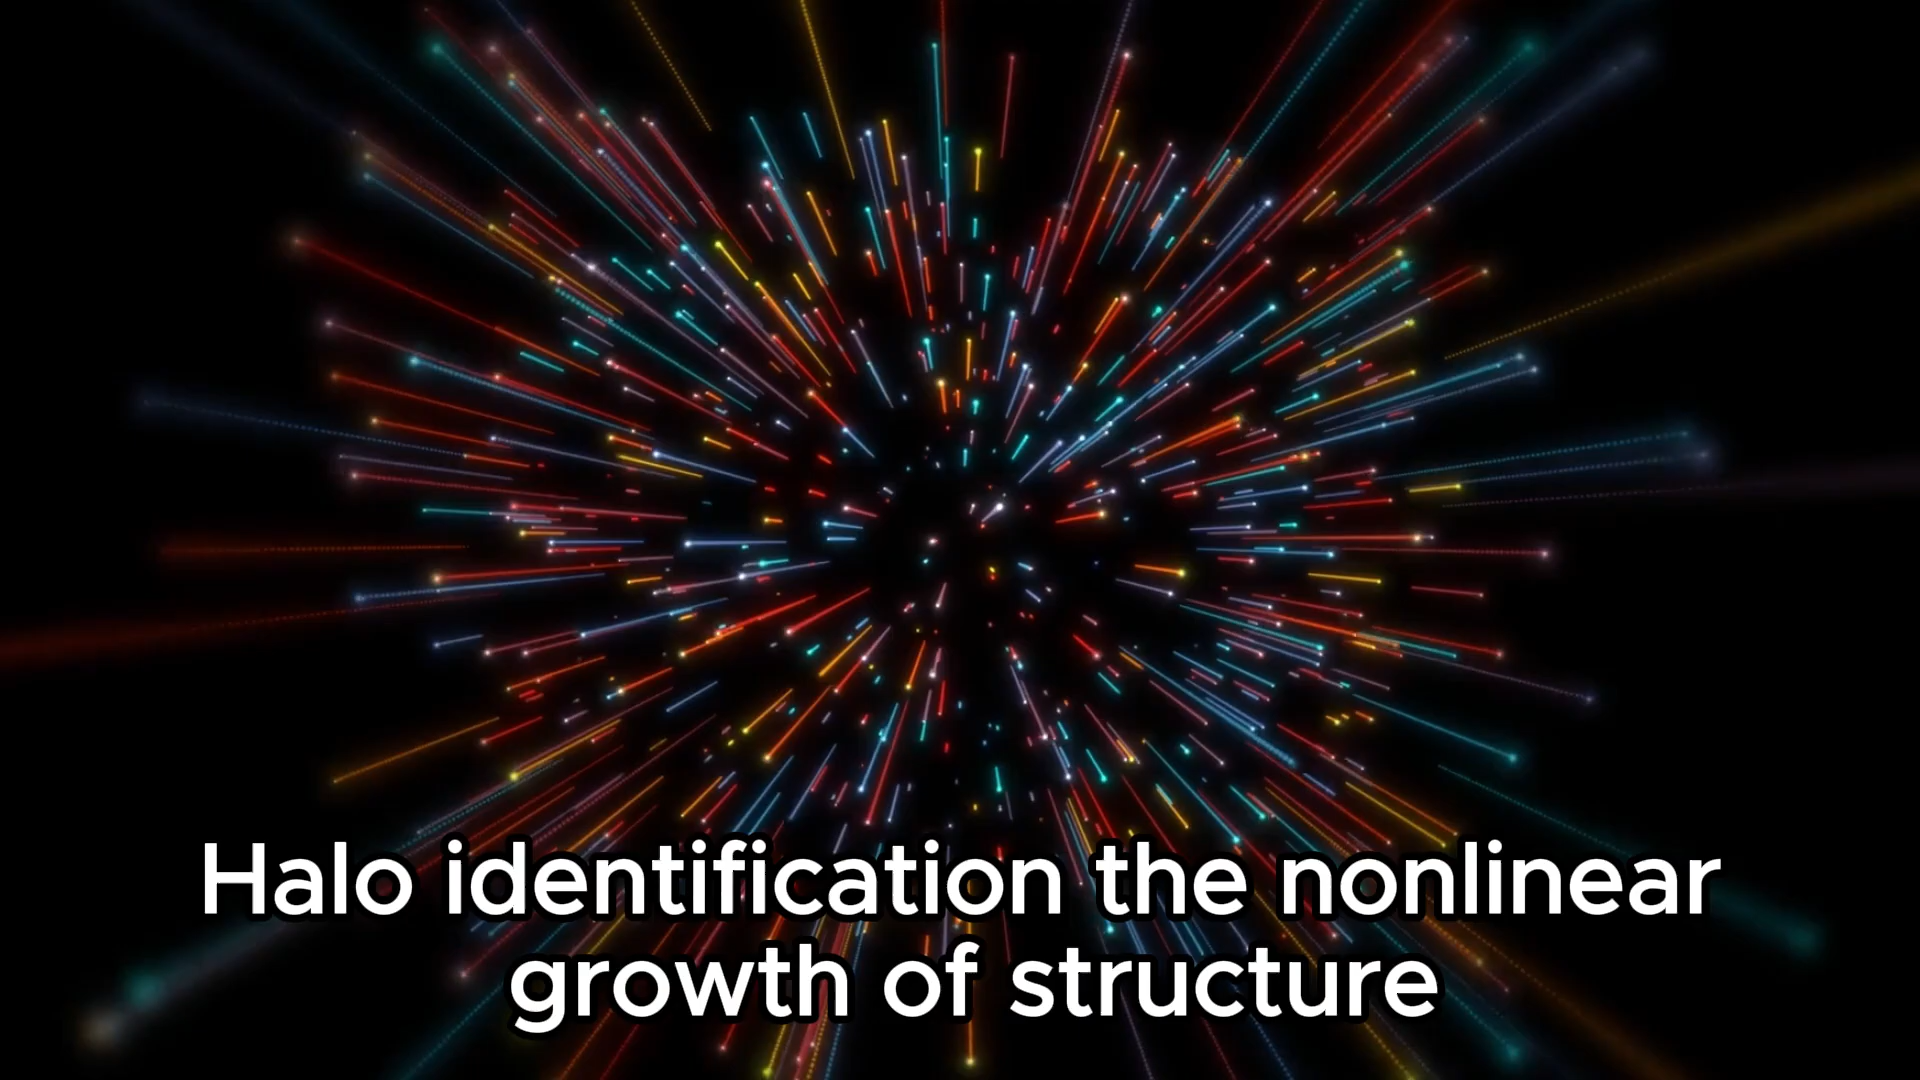 Halo identification the nonlinear
growth of structure